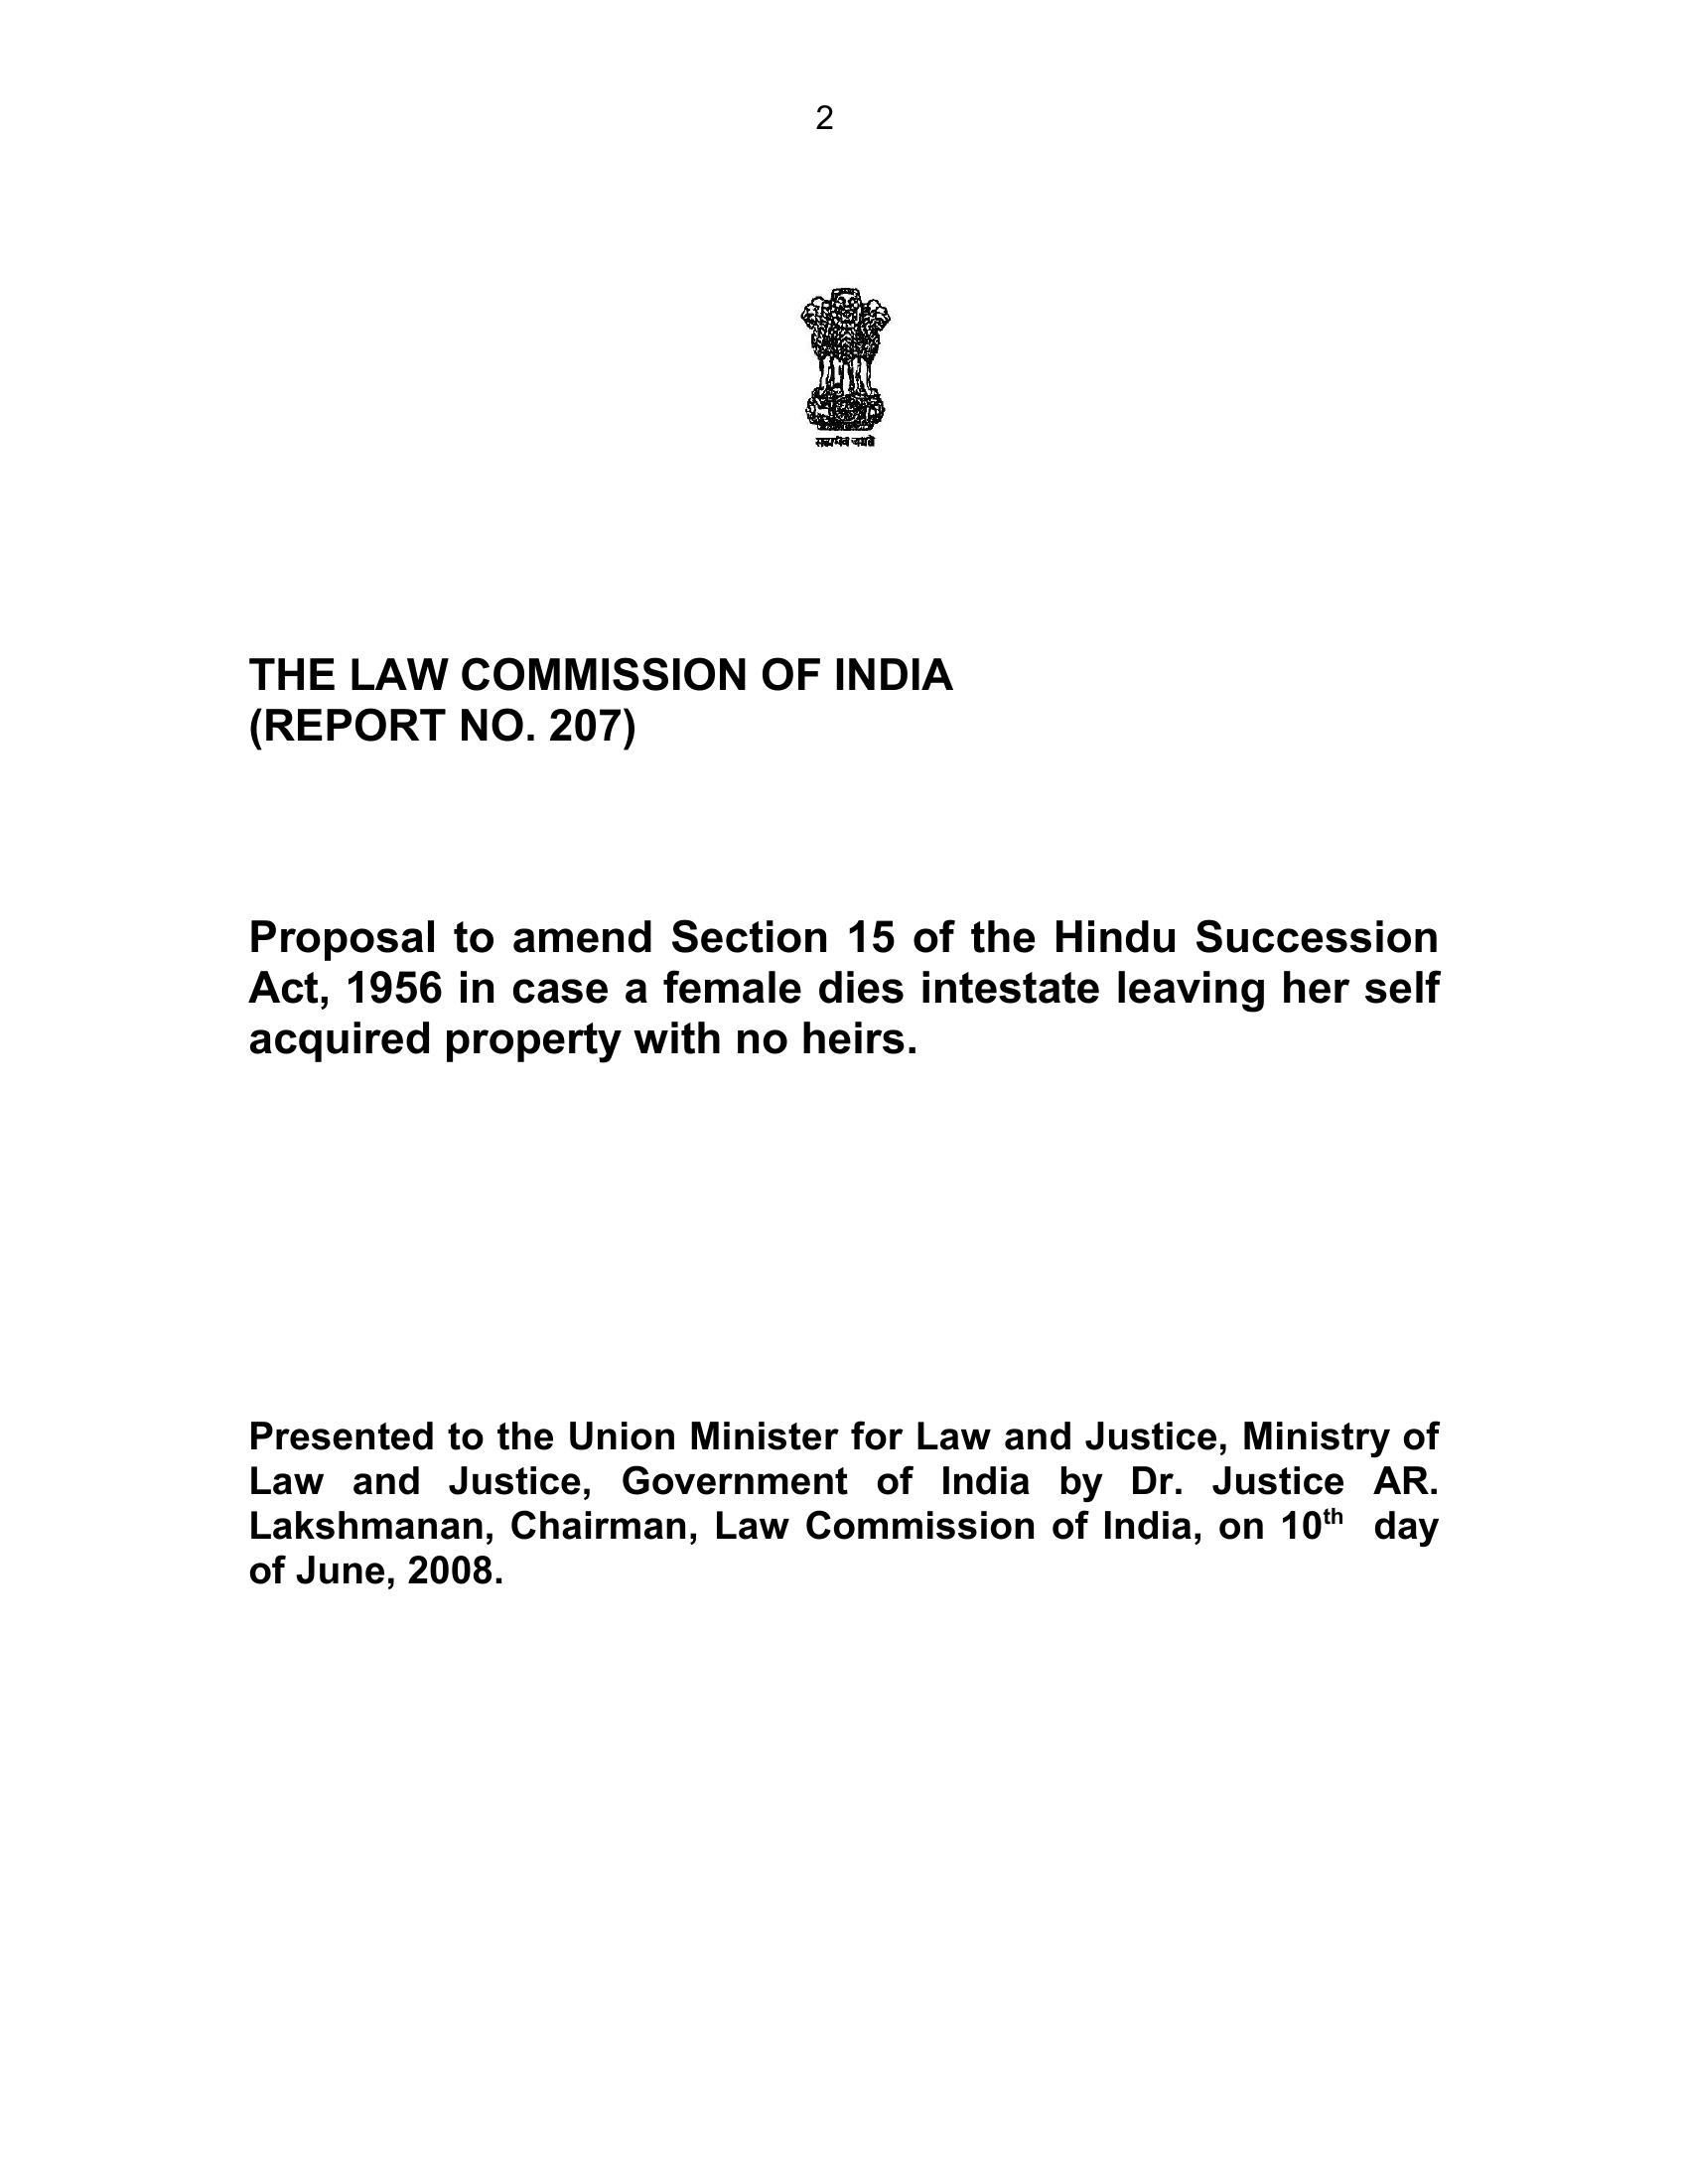 2
सत्यमेव जयते
THE LAW COMMISSION OF INDIA
(REPORT NO. 207)
Proposal to amend Section 15 of the Hindu Succession
Act, 1956 in case a female dies intestate leaving her self
acquired property with no heirs.
Presented to the Union Minister for Law and Justice, Ministry of
Law and Justice, Government of India by Dr. Justice AR.
Lakshmanan, Chairman, Law Commission of India, on 10th day
of June, 2008.